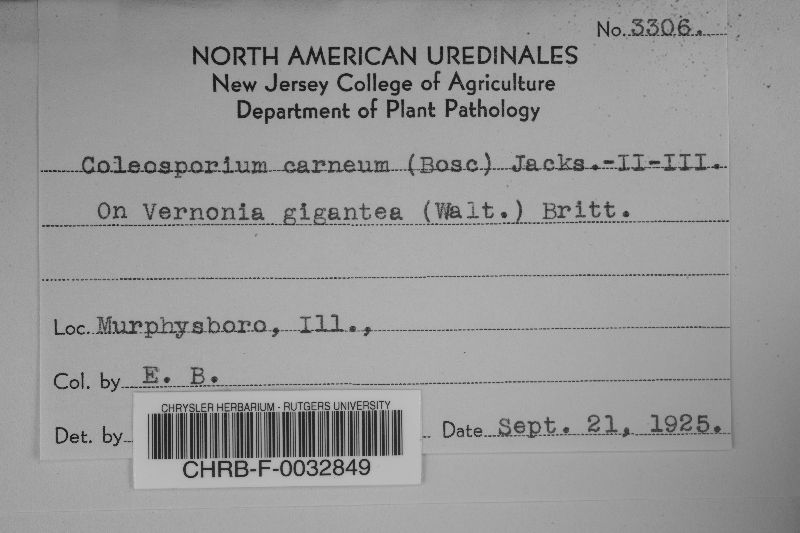 No. 3306.
NORTH AMERICAN UREDINALES
New Jersey College of Agriculture
Department of Plant Pathology
Coleosporium carneum (Bosc) Jacks.-II-III.
On Vernonia gigantea (Walt.) Britt.
Loc. Murphysboro, Ill.,
Col. by E. B.
Det. by Date Sept. 21, 1925.
CHRYSLER HERBARIUM - RUTGERS UNIVERSITY
CHRB-F-0032849